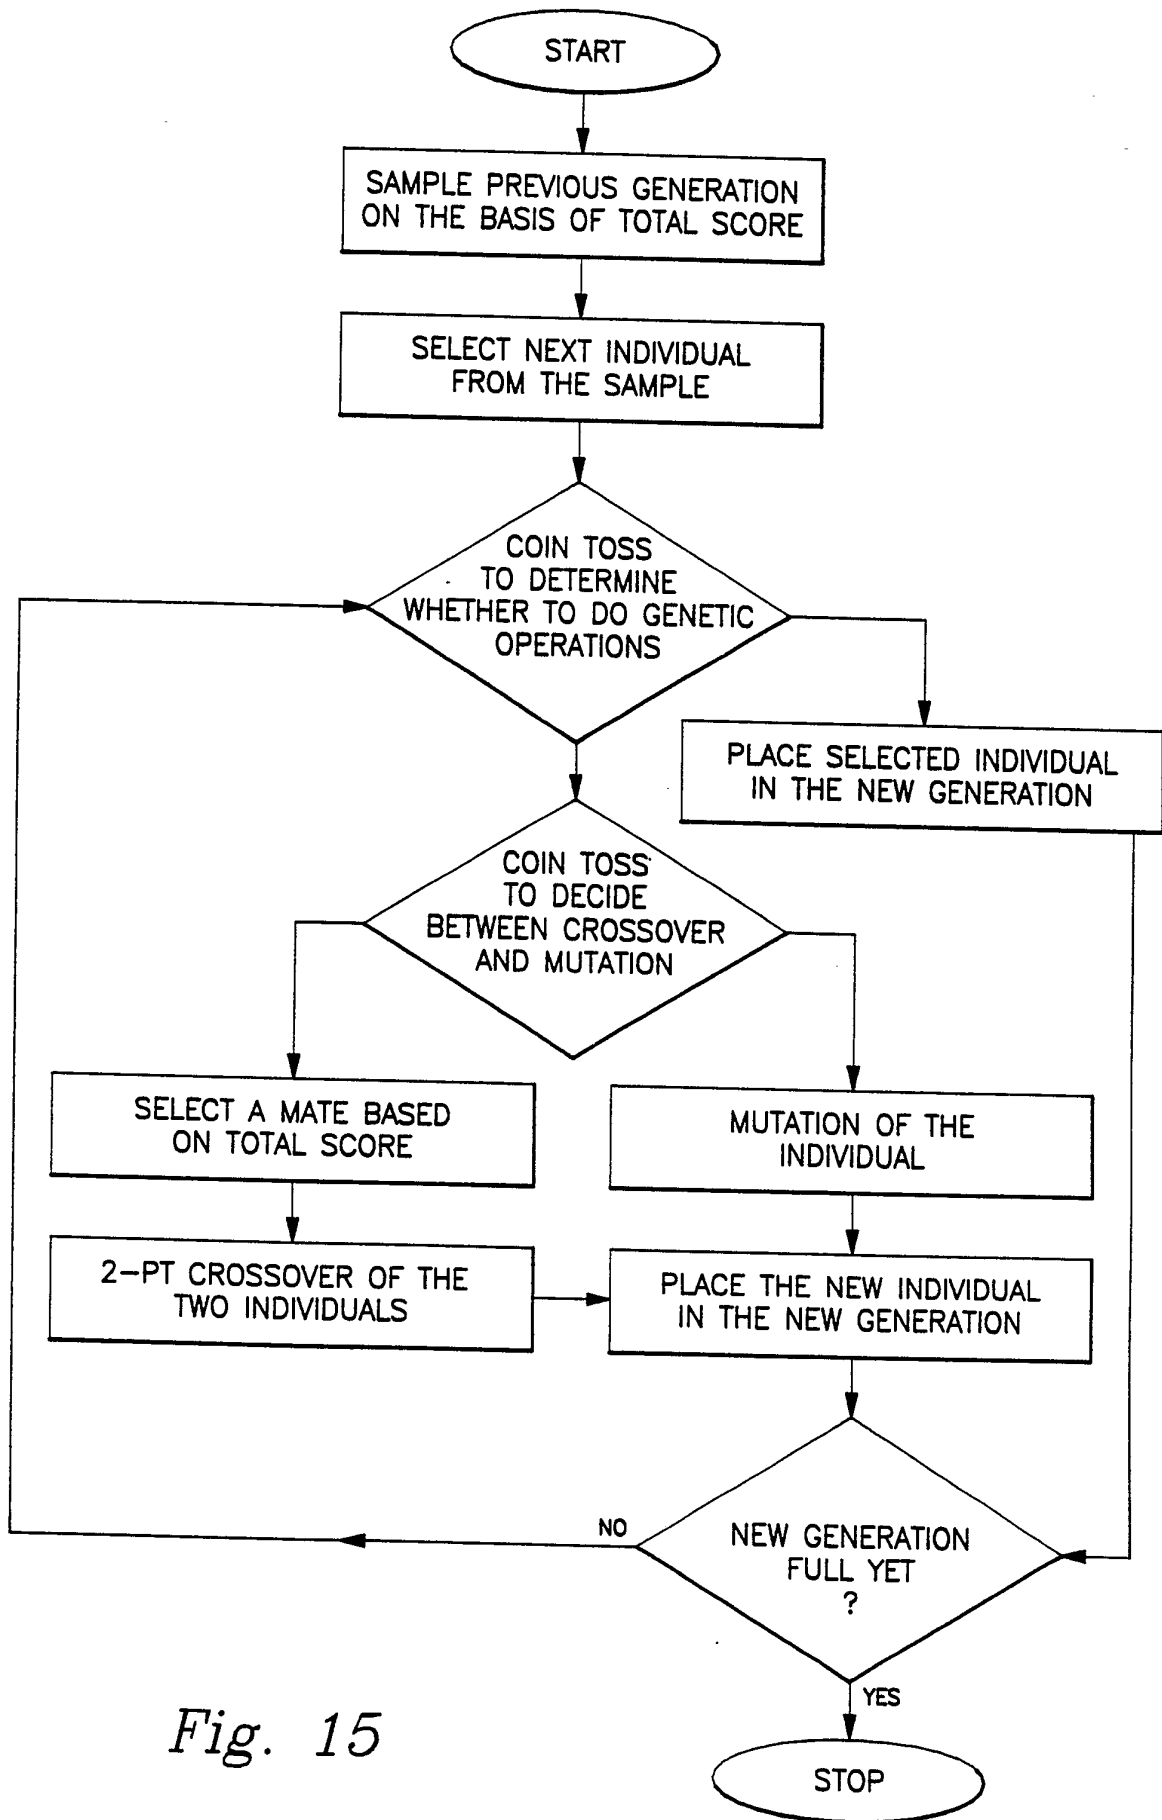 START
SAMPLE PREVIOUS GENERATION
ON THE BASIS OF TOTAL SCORE
SELECT NEXT INDIVIDUAL
FROM THE SAMPLE
COIN TOSS
TO DETERMINE
WHETHER TO DO GENETIC
OPERATIONS
PLACE SELECTED INDIVIDUAL
IN THE NEW GENERATION
COIN TOSS
TO DECIDE
BETWEEN CROSSOVER
AND MUTATION
SELECT A MATE BASED
ON TOTAL SCORE
MUTATION OF THE
INDIVIDUAL
2-PT CROSSOVER OF THE
TWO INDIVIDUALS
PLACE THE NEW INDIVIDUAL
IN THE NEW GENERATION
NO
NEW GENERATION
FULL YET
?
YES
STOP
Fig. 15